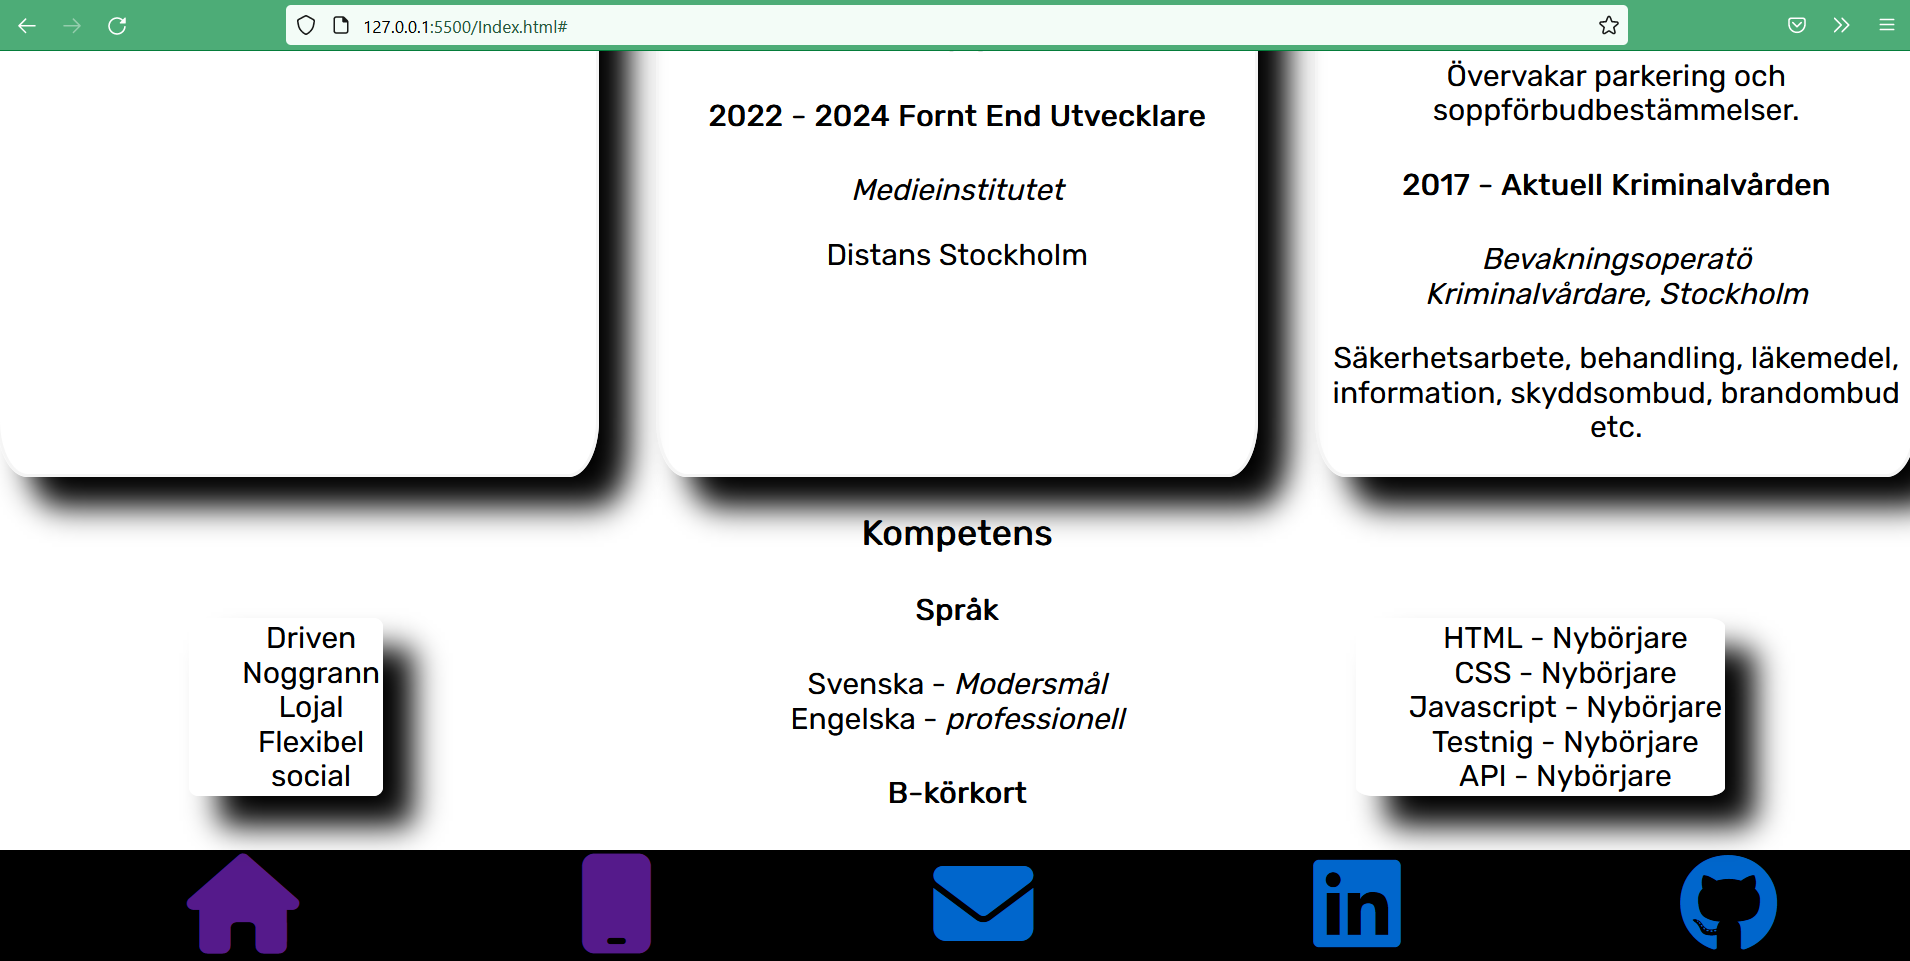 127.0.0.1:5500/Index.html#
2022 - 2024 Fornt End Utvecklare
Medieinstitutet
Distans Stockholm
Övervakar parkering och
soppförbudbestämmelser.
2017 - Aktuell Kriminalvården
Bevakningsoperatö
Kriminalvårdare, Stockholm
Säkerhetsarbete, behandling, läkemedel,
information, skyddsombud, brandombud
etc.
Kompetens
Driven
Noggrann
Lojal
Flexibel
social
Språk
Svenska - Modersmål
Engelska - professionell
B-körkort
HTML - Nybörjare
CSS - Nybörjare
Javascript - Nybörjare
Testnig - Nybörjare
API - Nybörjare
in